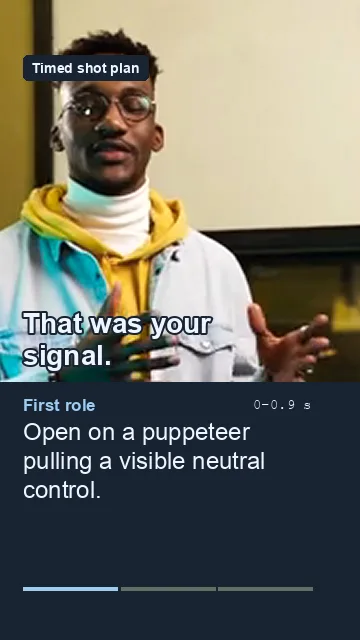 Timed shot plan
That was your
signal.
First role
0–0.9 s
Open on a puppeteer
pulling a visible neutral
control.